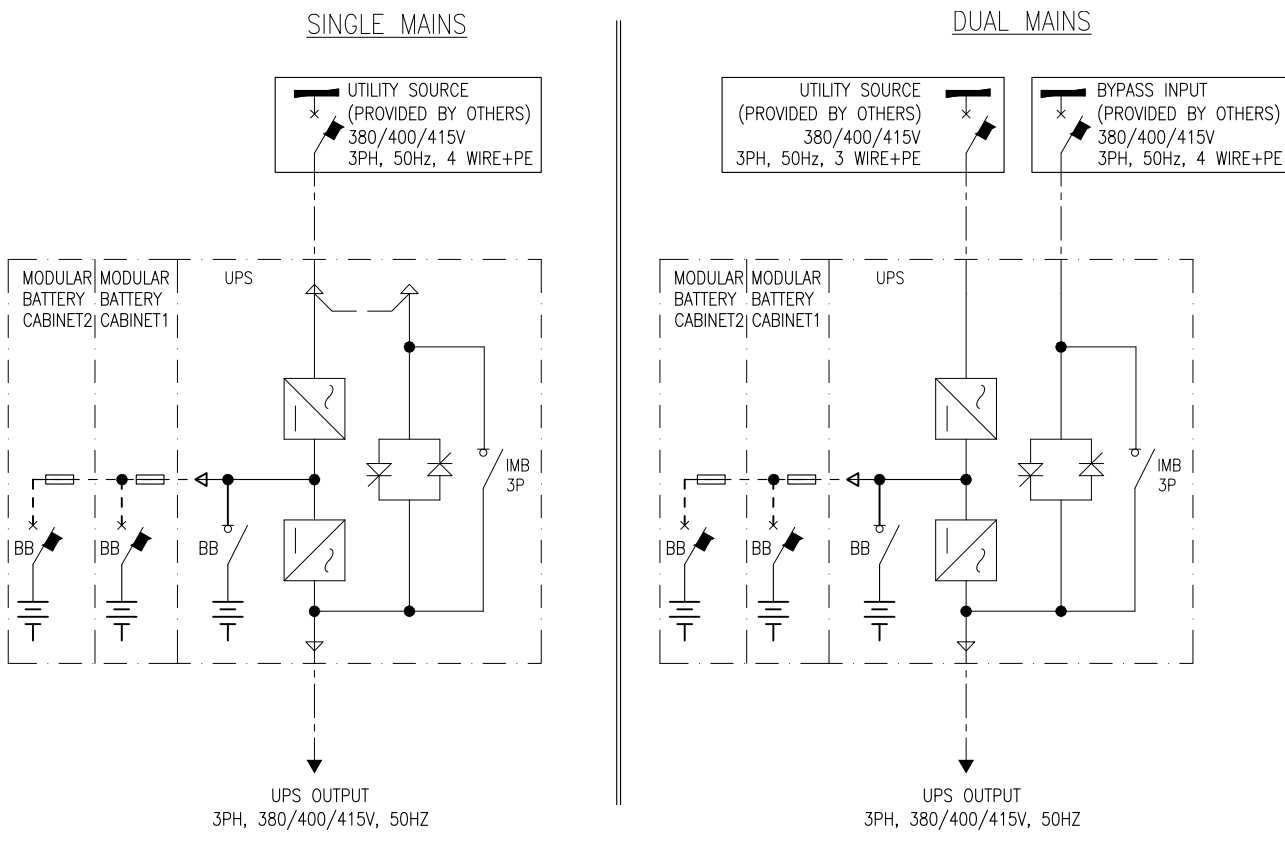 SINGLE MAINS
UTILITY SOURCE
(PROVIDED BY OTHERS)
380/400/415V
3PH, 50Hz, 4 WIRE+PE
MODULAR
BATTERY
CABINET2
MODULAR
BATTERY
CABINET1
UPS
IMB
3P
BB
BB
BB
UPS OUTPUT
3PH, 380/400/415V, 50HZ
DUAL MAINS
UTILITY SOURCE
(PROVIDED BY OTHERS)
380/400/415V
3PH, 50Hz, 3 WIRE+PE
BYPASS INPUT
(PROVIDED BY OTHERS)
380/400/415V
3PH, 50Hz, 4 WIRE+PE
MODULAR
BATTERY
CABINET2
MODULAR
BATTERY
CABINET1
UPS
IMB
3P
BB
BB
BB
UPS OUTPUT
3PH, 380/400/415V, 50HZ